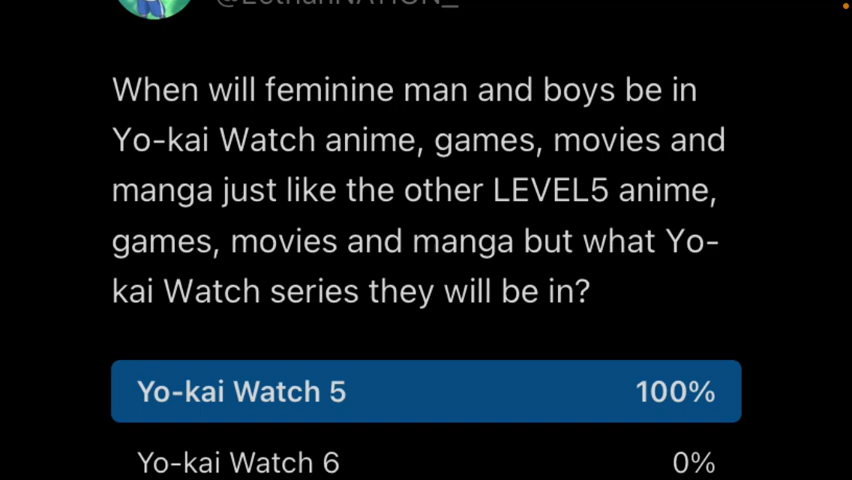 When will feminine man and boys be in
Yo-kai Watch anime, games, movies and
manga just like the other LEVEL5 anime,
games, movies and manga but what Yo-
kai Watch series they will be in?
Yo-kai Watch 5 100%
Yo-kai Watch 6 0%